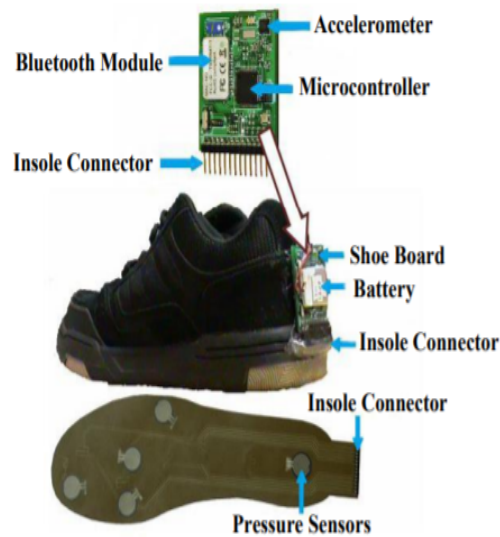 Accelerometer
Bluetooth Module
Microcontroller
Insole Connector
Shoe Board
Battery
Insole Connector
Insole Connector
Pressure Sensors